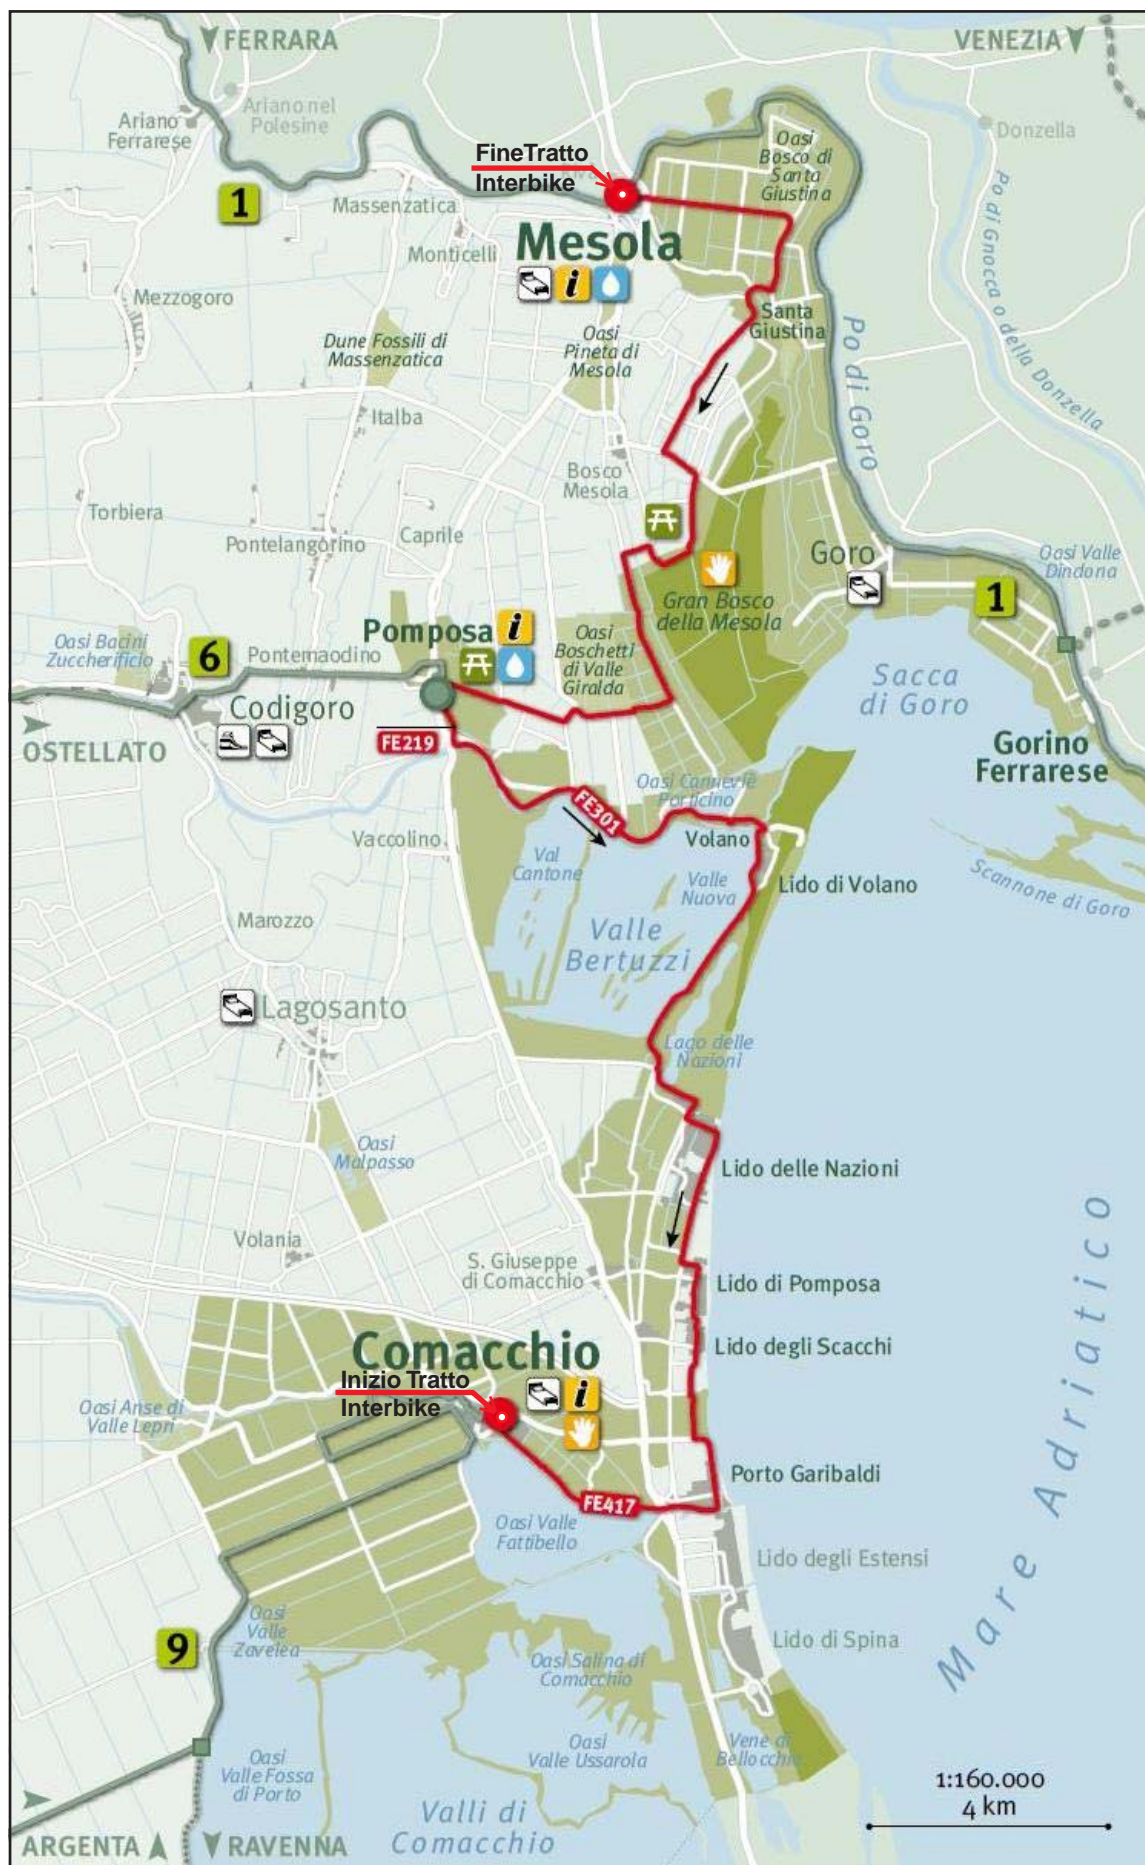 FERRARA
VENEZIA
Ariano nel
Polesine
Ariano
Ferrarese
Donzella
Oasi
Bosco di
Santa
Giustina
FineTratto
Interbike
1
Massenzatica
Monticelli
Mesola
i
Mezzogoro
Po di Gnocca o della Donzella
Santa
Giustina
Dune Fossili di
Massenzatica
Oasi
Pineta di
Mesola
Po di Goro
Italba
Bosco
Mesola
Torbiera
Caprile
Pontelangorino
Goro
Oasi Valle
Dindona
1
Gran Bosco
della Mesola
Pomposa
i
Oasi
Boschetti
di Valle
Giralda
Oasi Bacini
Zuccherificio
6
Pontemaodino
Codigoro
Sacca
di Goro
OSTELLATO
FE219
Gorino
Ferrarese
Oasi Canneviè
Porticino
FE301
Volano
Vaccolino
Val
Cantone
Valle
Nuova
Lido di Volano
Scannone di Goro
Marozzo
Valle
Bertuzzi
Lagosanto
Lago delle
Nazioni
Oasi
Malpasso
Lido delle Nazioni
Volania
S. Giuseppe
di Comacchio
Lido di Pomposa
Comacchio
Lido degli Scacchi
Inizio Tratto
Interbike
i
Oasi Anse di
Valle Lepri
Mare Adriatico
Porto Garibaldi
FE417
Oasi Valle
Fattibello
Lido degli Estensi
Oasi
Valle
Zavelea
9
Lido di Spina
Oasi Salina di
Comacchio
Oasi
Valle Ussarola
Vene di
Bellocchio
Oasi
Valle Fossa
di Porto
1:160.000
4 km
Valli di
Comacchio
ARGENTA
RAVENNA